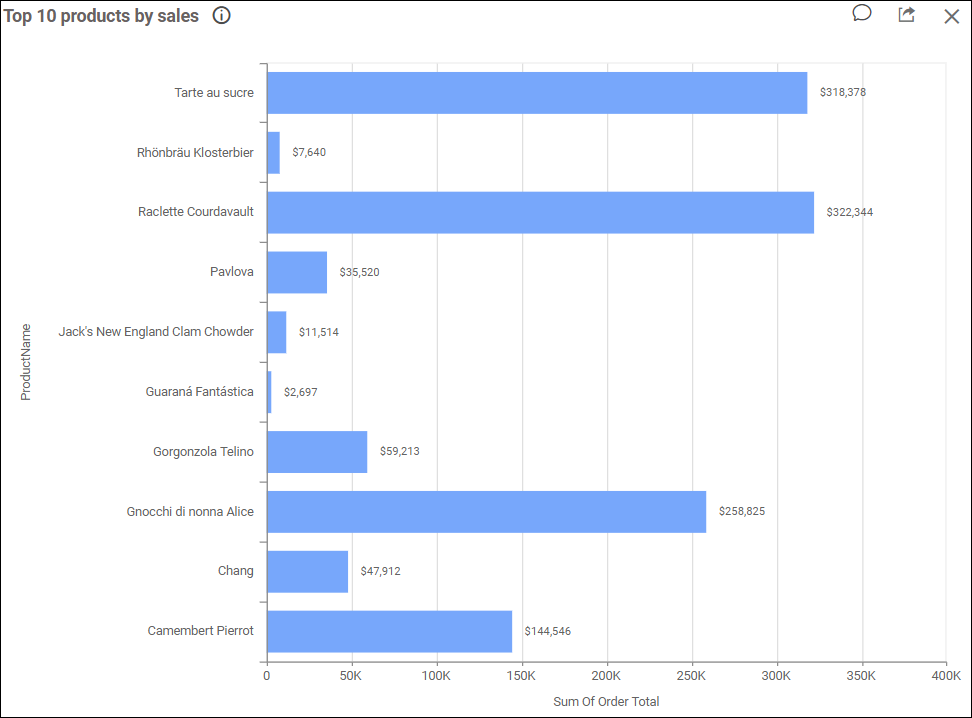 Top 10 products by sales
Tarte au sucre
$318,378
Rhönbräu Klosterbier
$7,640
Raclette Courdavault
$322,344
Pavlova
$35,520
Jack's New England Clam Chowder
$11,514
Guaraná Fantástica
$2,697
Gorgonzola Telino
$59,213
Gnocchi di nonna Alice
$258,825
Chang
$47,912
Camembert Pierrot
$144,546
ProductName
0 50K 100K 150K 200K 250K 300K 350K 400K
Sum Of Order Total